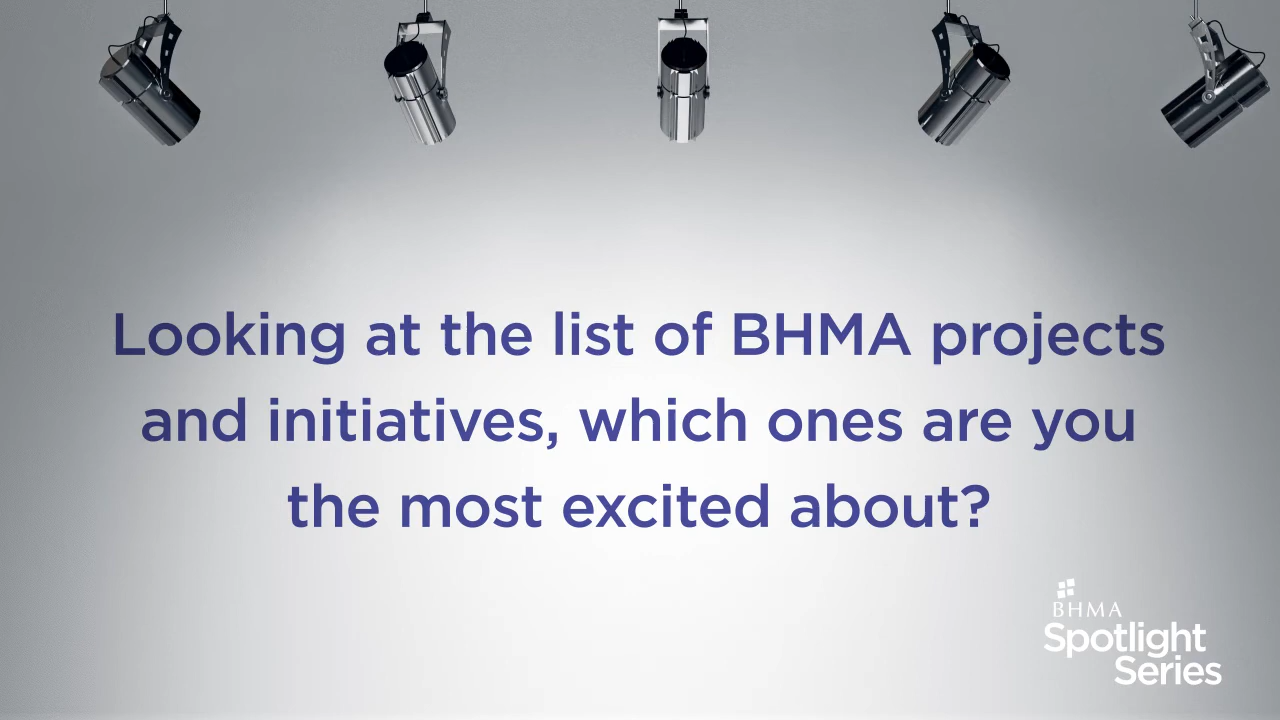 Looking at the list of BHMA projects
and initiatives, which ones are you
the most excited about?
BHMA
Spotlight
Series